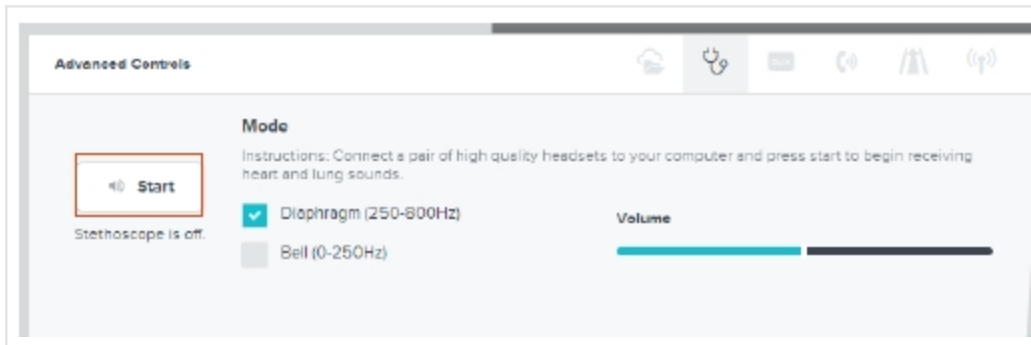 Advanced Controls
Mode
Instructions: Connect a pair of high quality headsets to your computer and press start to begin receiving
heart and lung sounds.
Start
Diaphragm (250-800Hz)
Volume
Stethoscope is off.
Bell (0-250Hz)